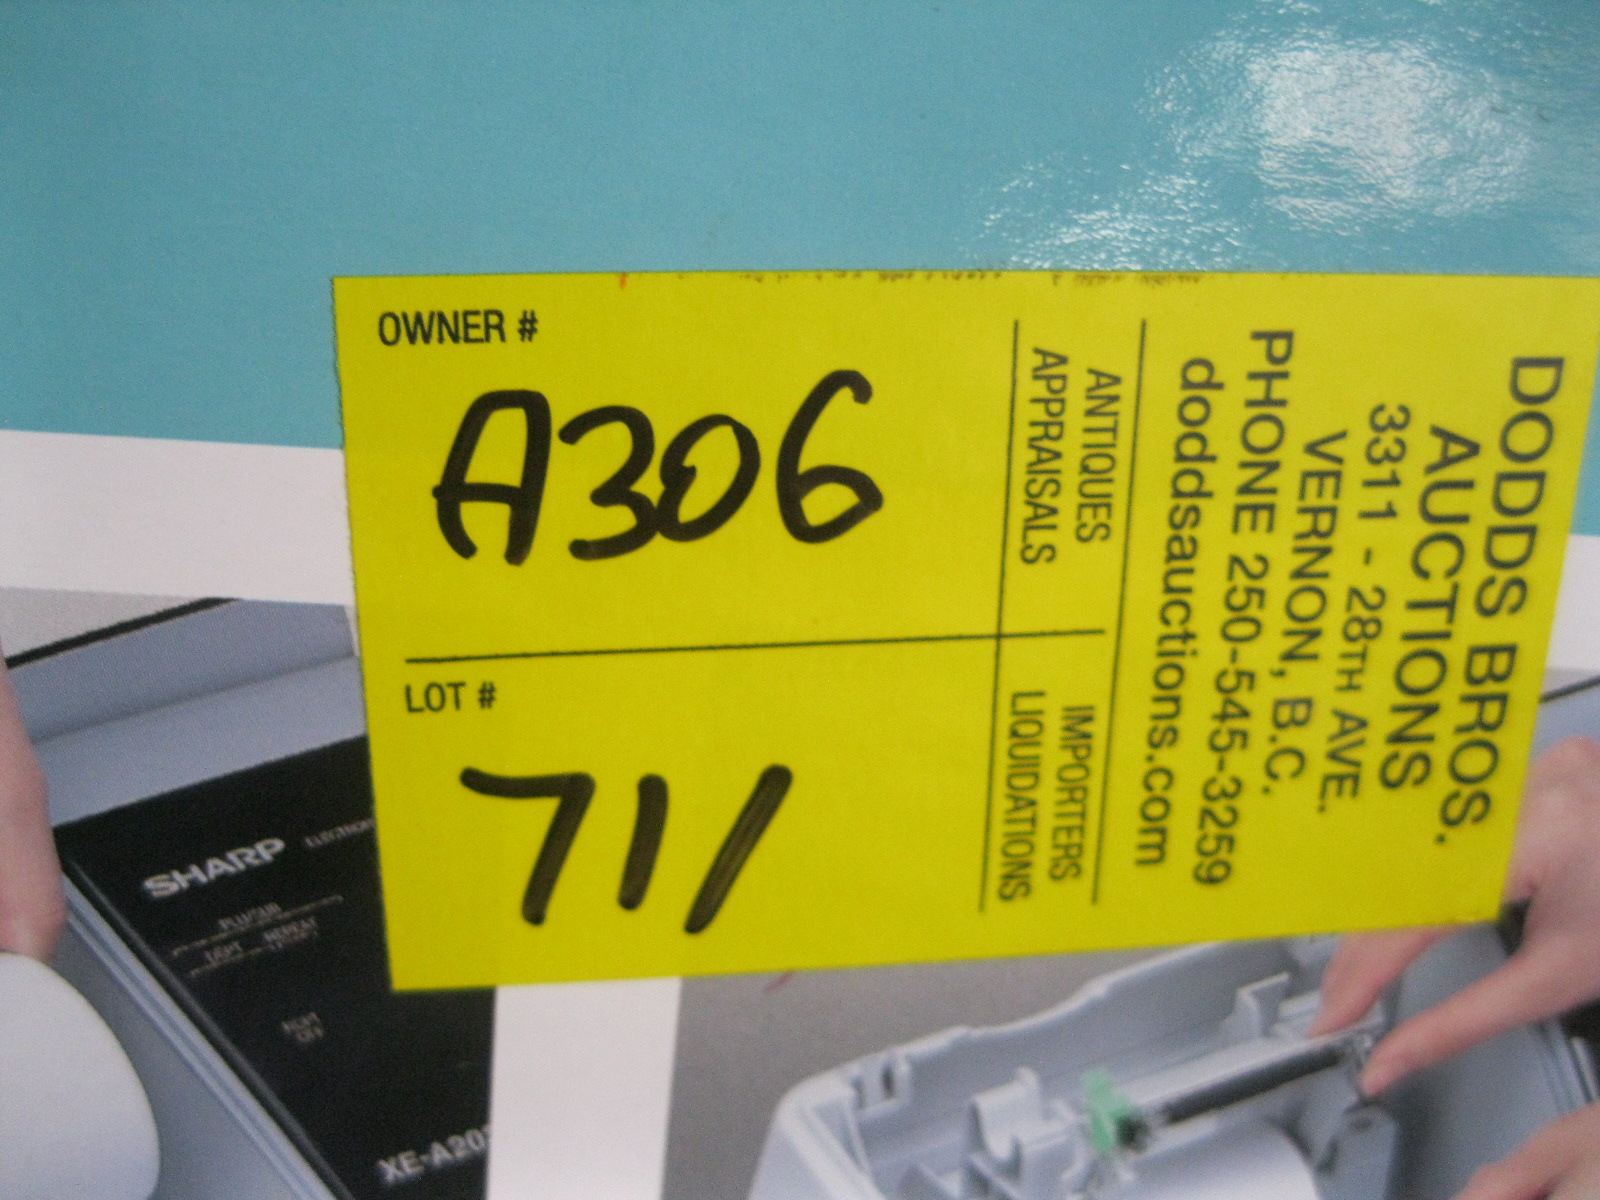 OWNER #
A306
LOT #
711
ANTIQUES
APPRAISALS
IMPORTERS
LIQUIDATIONS
DODDS BROS.
AUCTIONS
3311 - 28TH AVE.
VERNON, B.C.
PHONE 250-545-3259
doddsauctions.com
SHARP
REPEAT
XE-A20